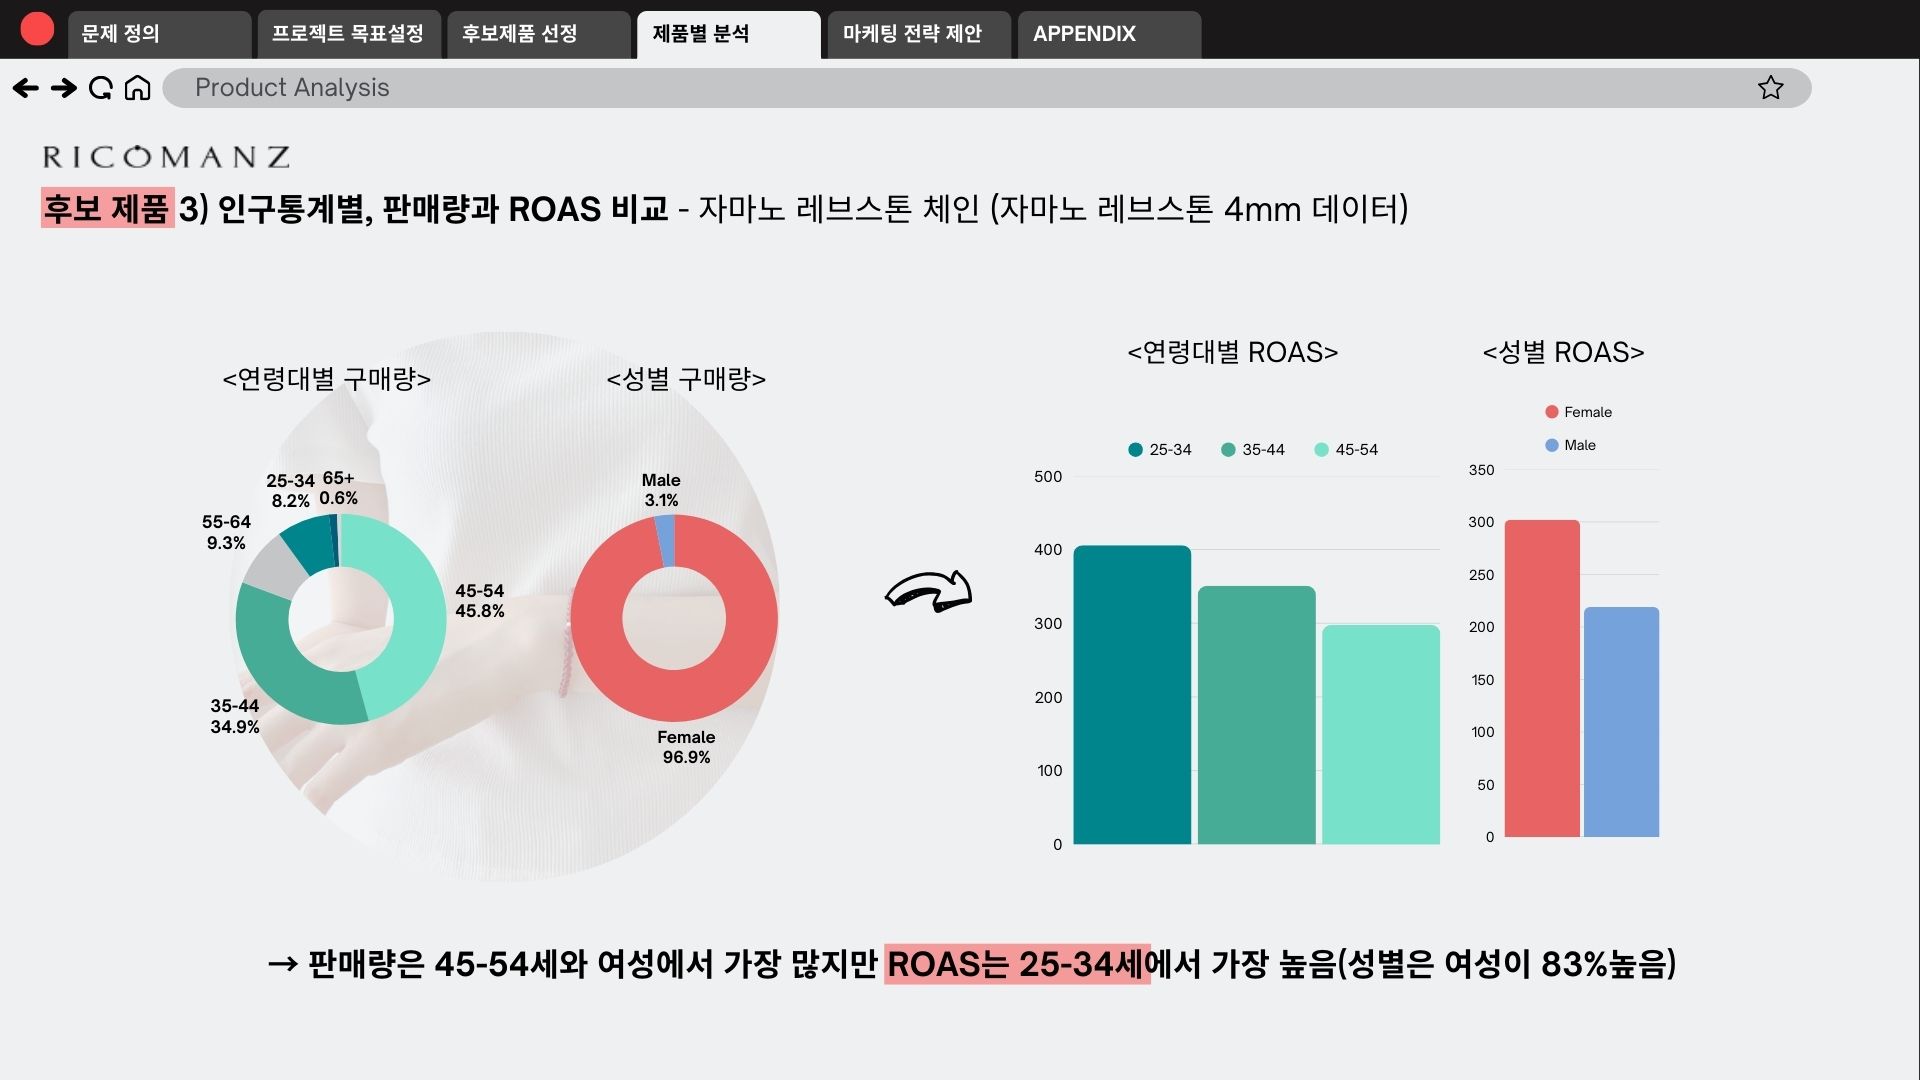 문제 정의
프로젝트 목표설정
후보제품 선정
제품별 분석
마케팅 전략 제안
APPENDIX
Product Analysis
RICOMANZ
후보 제품 3) 인구통계별, 판매량과 ROAS 비교 - 자마노 레브스톤 체인 (자마노 레브스톤 4mm 데이터)
<연령대별 구매량>
25-34
8.2%
65+
0.6%
55-64
9.3%
45-54
45.8%
35-44
34.9%
<성별 구매량>
Male
3.1%
Female
96.9%
<연령대별 ROAS>
25-34
35-44
45-54
500
400
300
200
100
0
<성별 ROAS>
Female
Male
350
300
250
200
150
100
50
0
→ 판매량은 45-54세와 여성에서 가장 많지만 ROAS는 25-34세에서 가장 높음(성별은 여성이 83%높음)